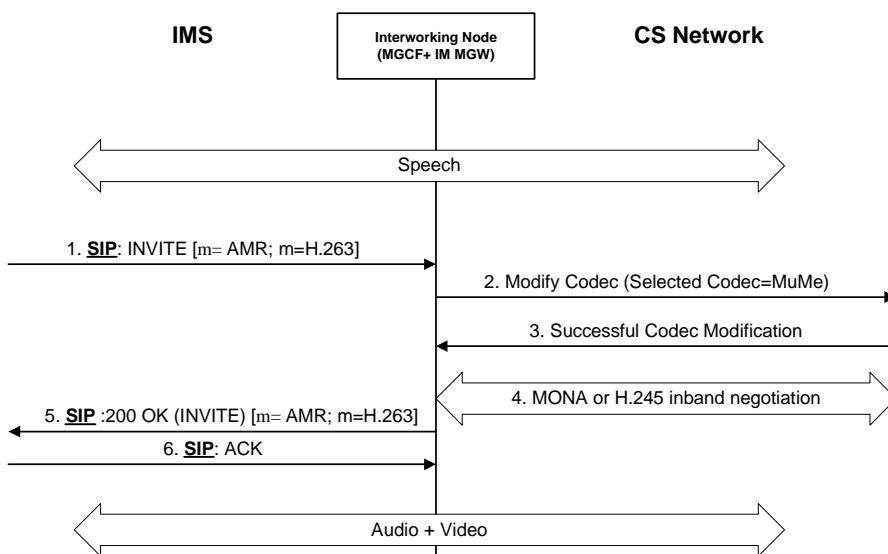 IMS
Interworking Node
(MGCF+ IM MGW)
CS Network
Speech
1. SIP: INVITE [m= AMR; m=H.263]
2. Modify Codec (Selected Codec=MuMe)
3. Successful Codec Modification
4. MONA or H.245 inband negotiation
5. SIP :200 OK (INVITE) [m= AMR; m=H.263]
6. SIP: ACK
Audio + Video